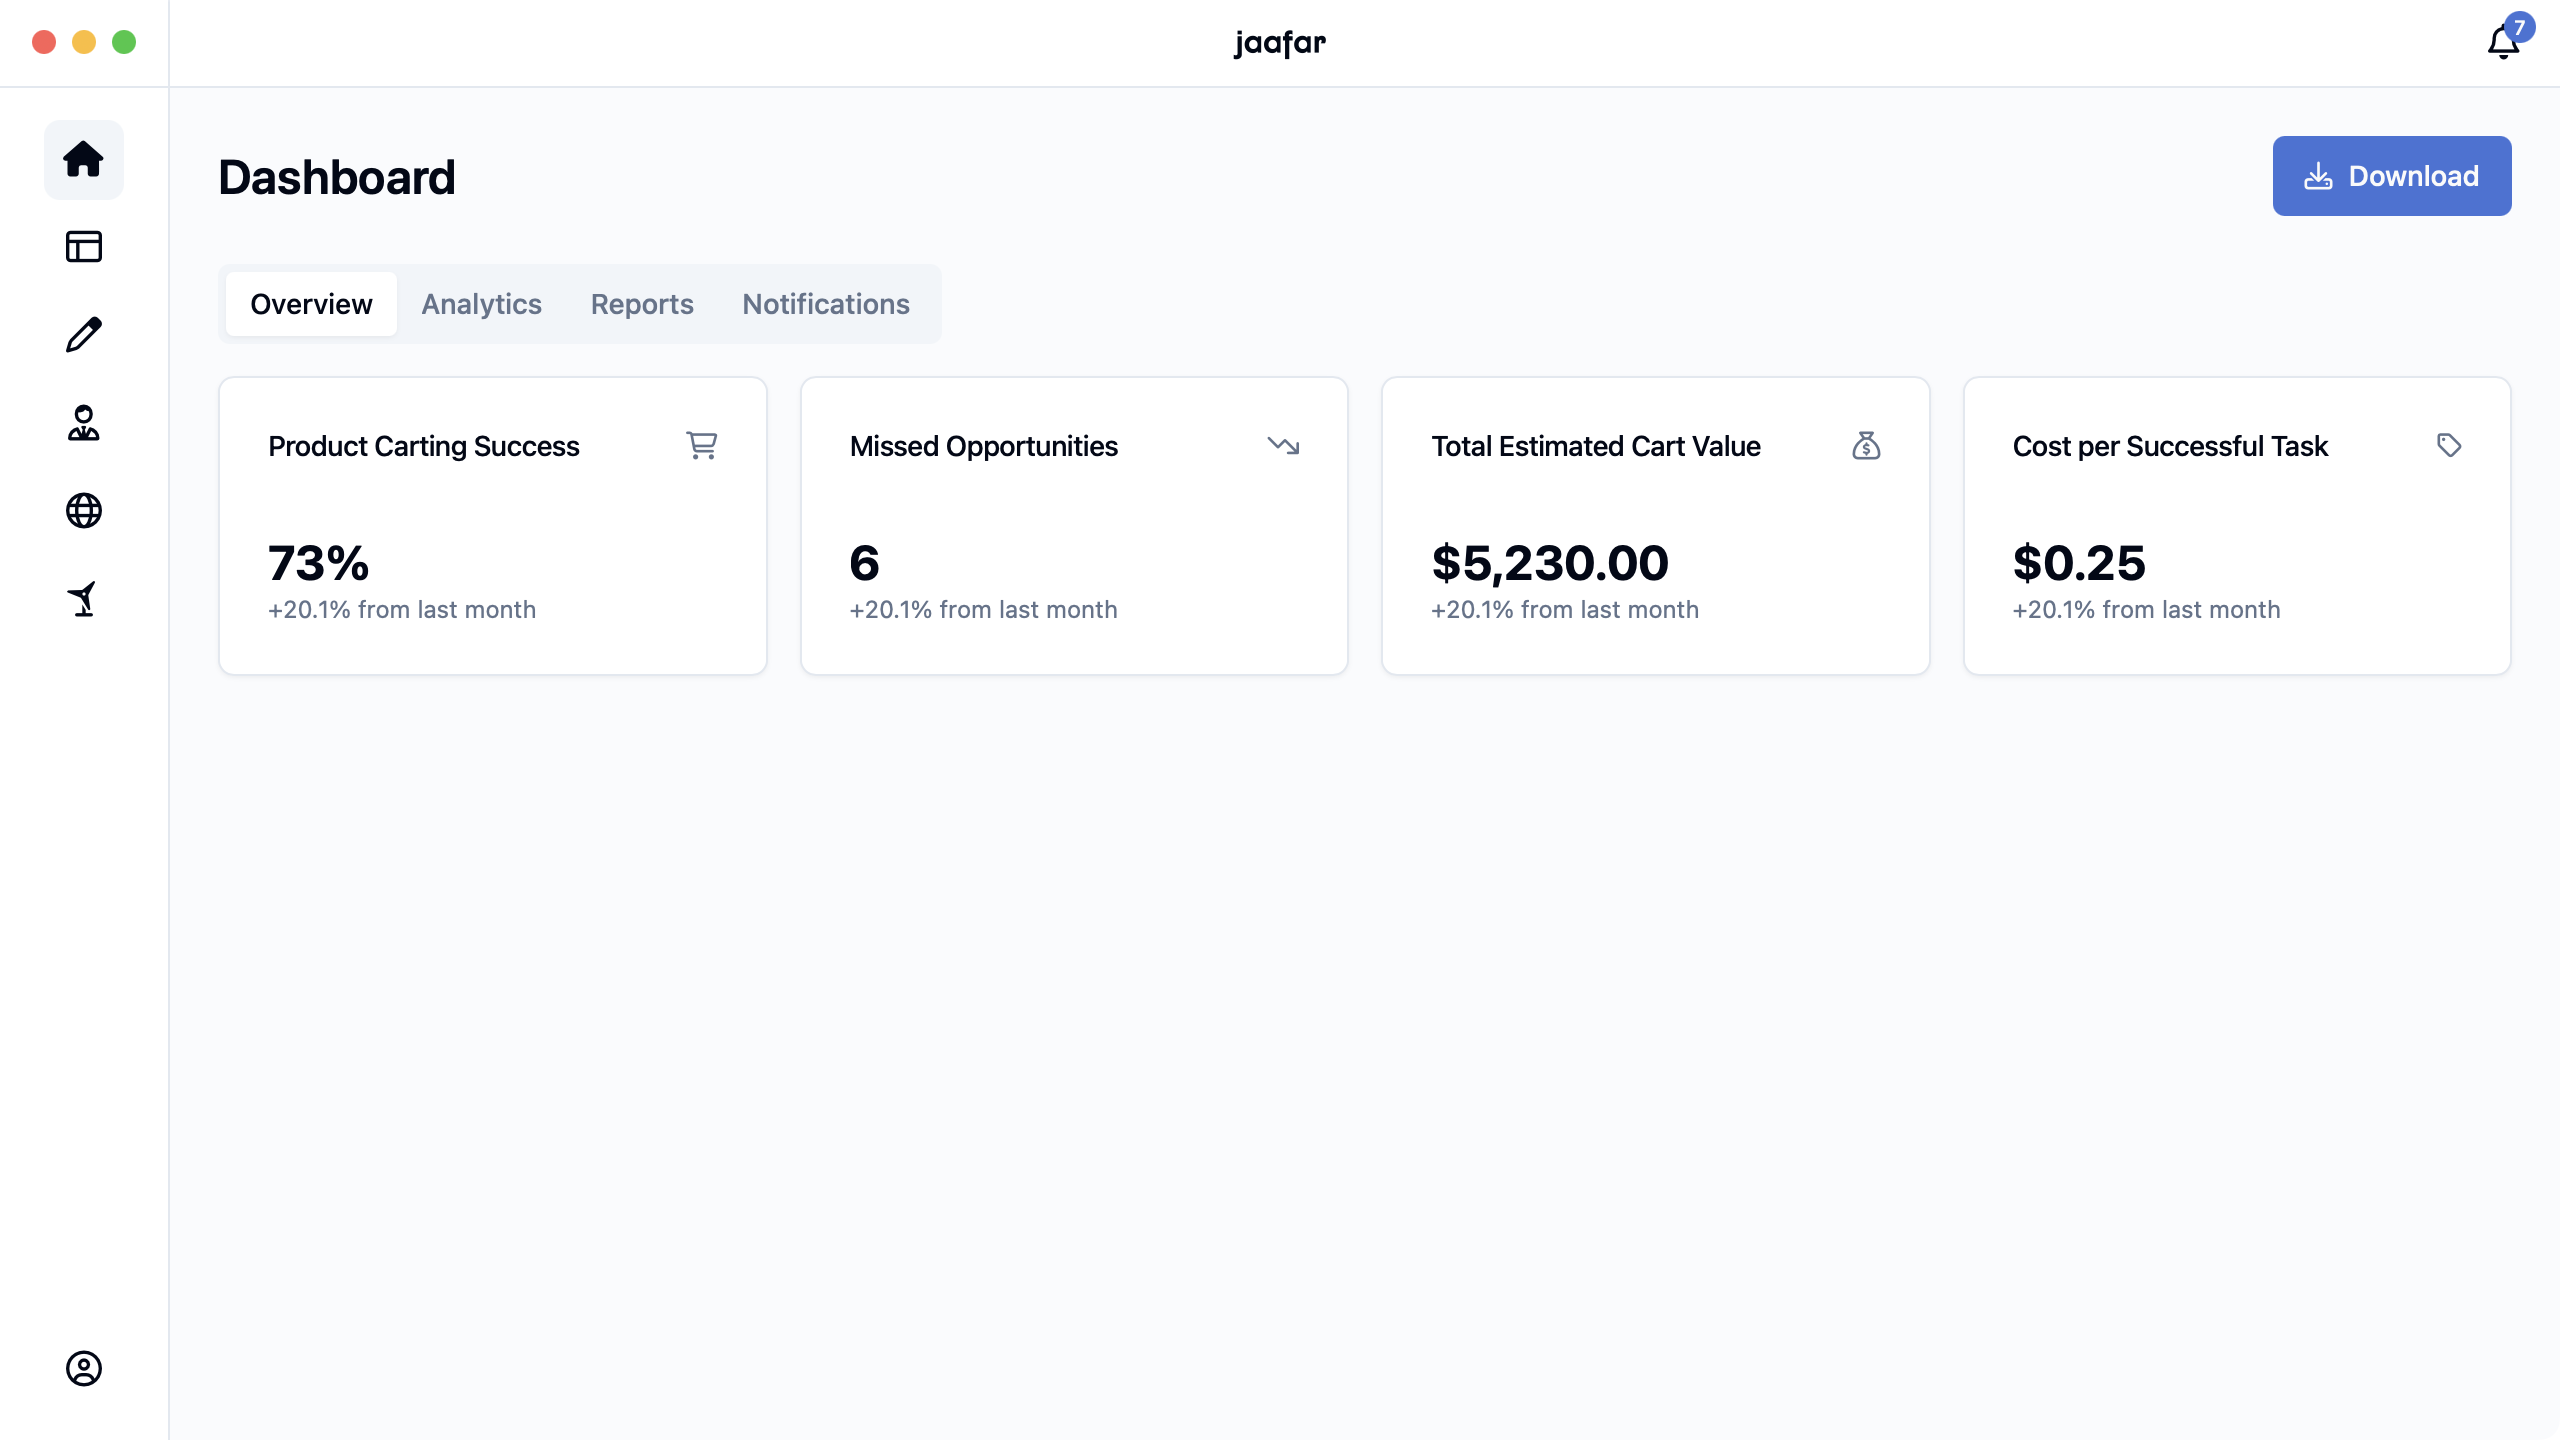 jaafar
7
Dashboard
Download
Overview
Analytics
Reports
Notifications
Product Carting Success
73%
+20.1% from last month
Missed Opportunities
6
+20.1% from last month
Total Estimated Cart Value
$5,230.00
+20.1% from last month
Cost per Successful Task
$0.25
+20.1% from last month